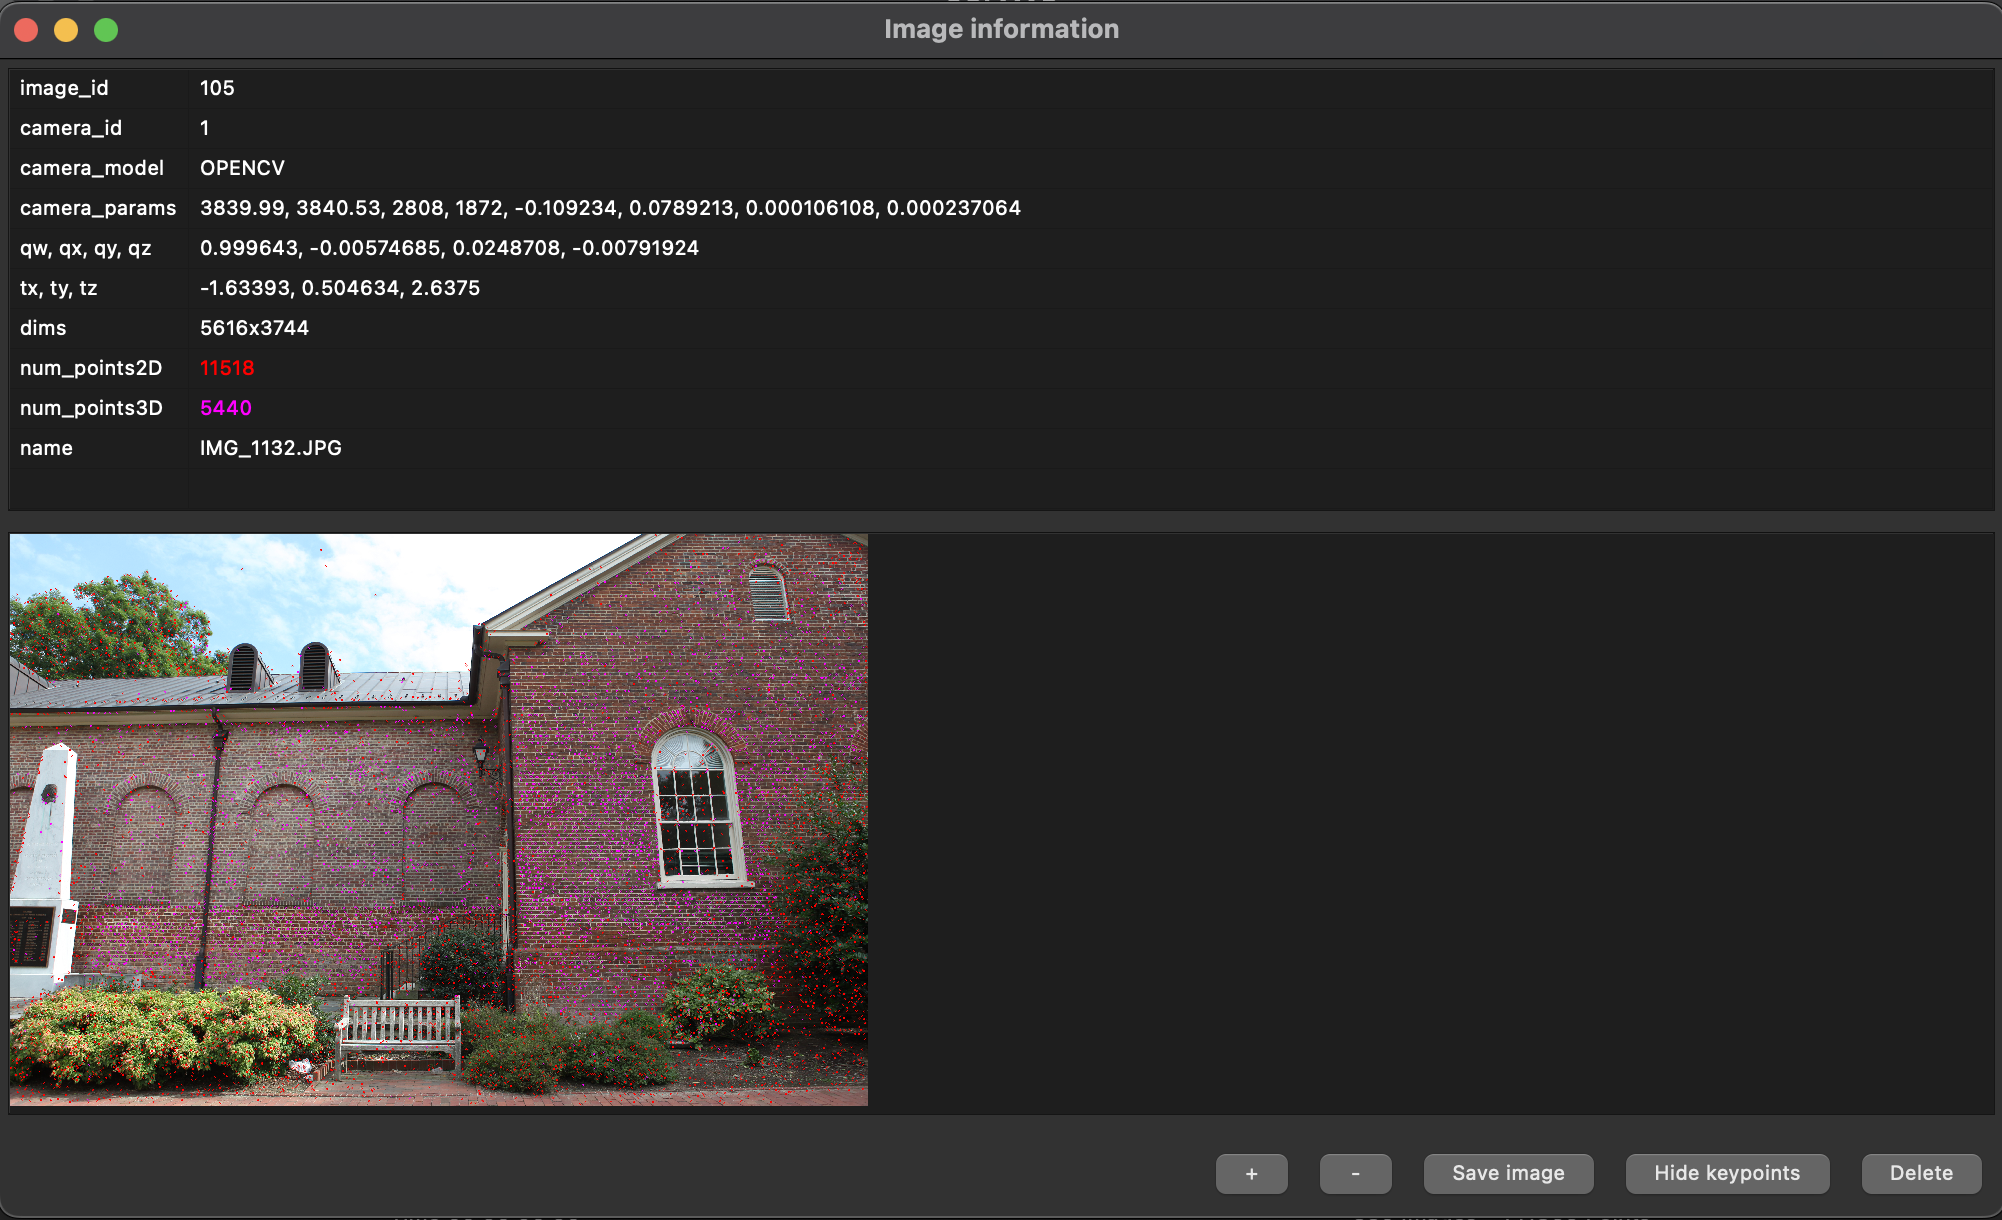 Image information
image_id 105
camera_id 1
camera_model OPENCV
camera_params 3839.99, 3840.53, 2808, 1872, -0.109234, 0.0789213, 0.000106108, 0.000237064
qw, qx, qy, qz 0.999643, -0.00574685, 0.0248708, -0.00791924
tx, ty, tz -1.63393, 0.504634, 2.6375
dims 5616x3744
num_points2D 11518
num_points3D 5440
name IMG_1132.JPG
+ - Save image Hide keypoints Delete